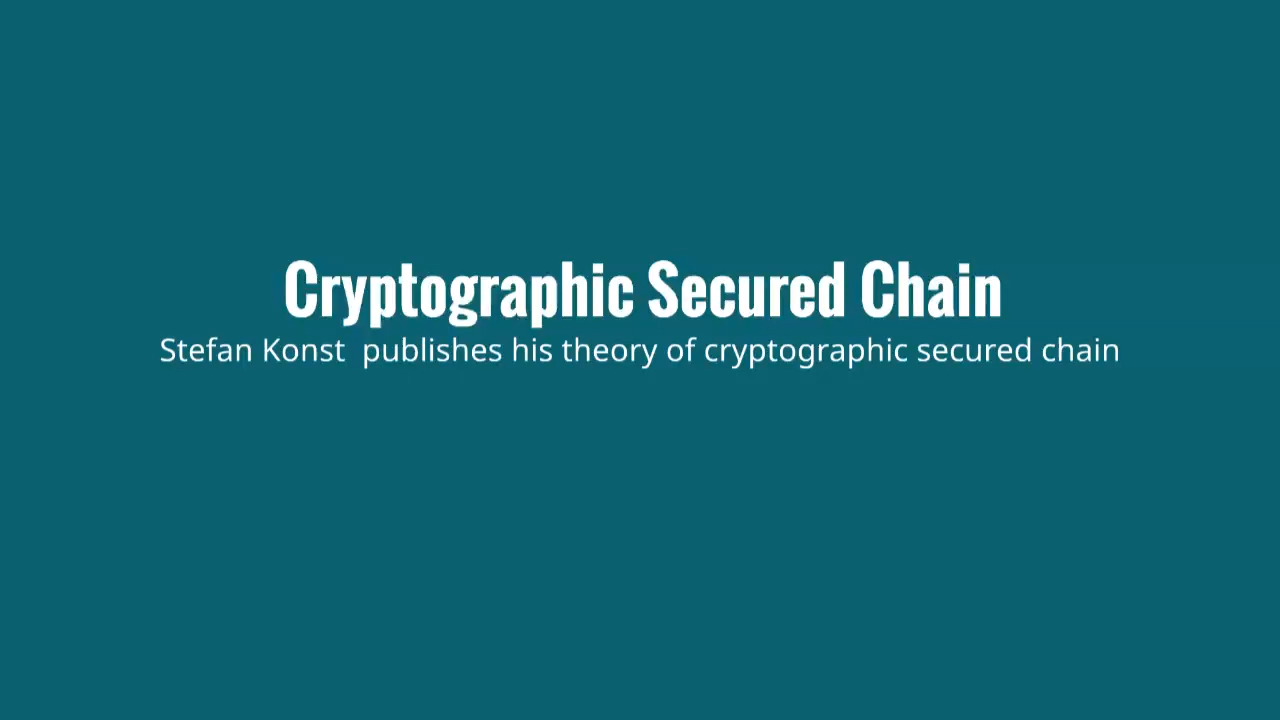 Cryptographic Secured Chain
Stefan Konst  publishes his theory of cryptographic secured chain